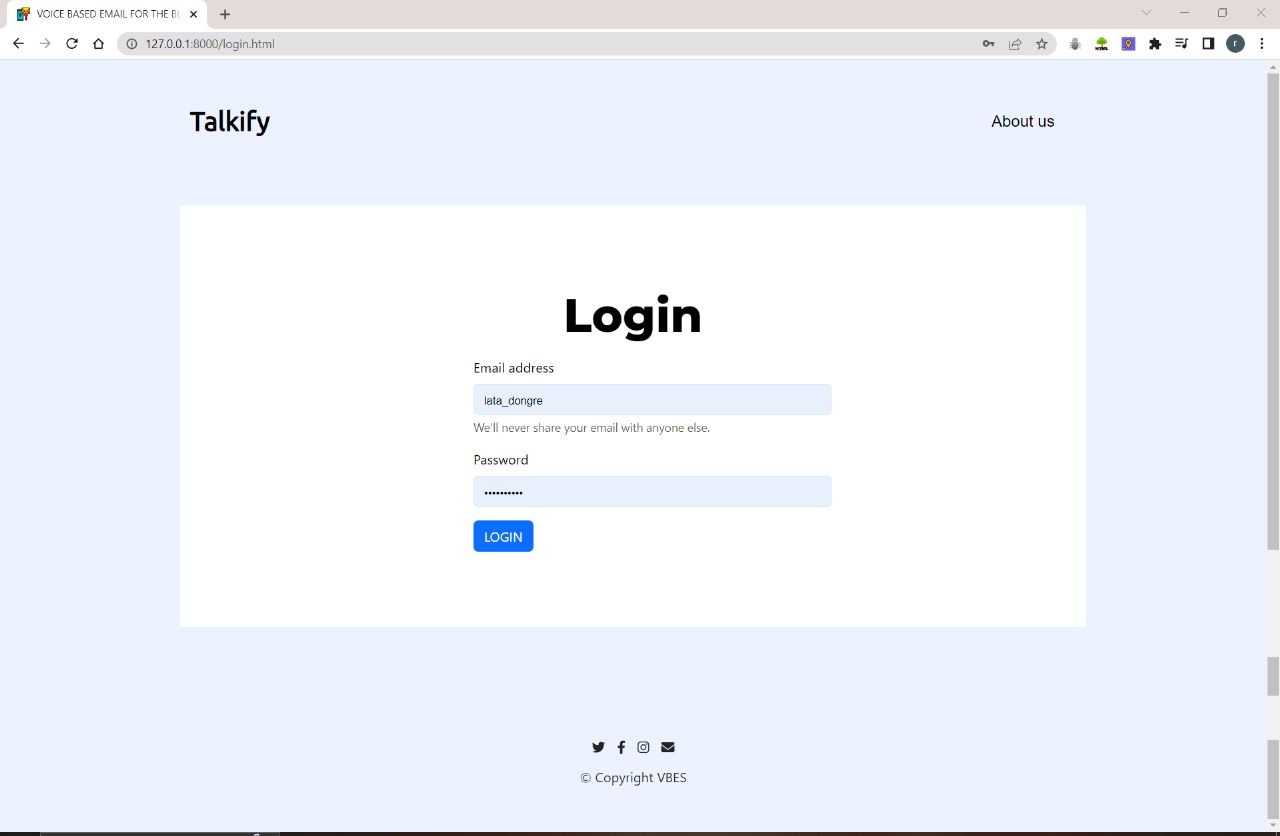 VOICE BASED EMAIL FOR THE BL
127.0.0.1:8000/login.html
r
Talkify
About us
Login
Email address
lata_dongre
We'll never share your email with anyone else.
Password
••••••••••
LOGIN
© Copyright VBES